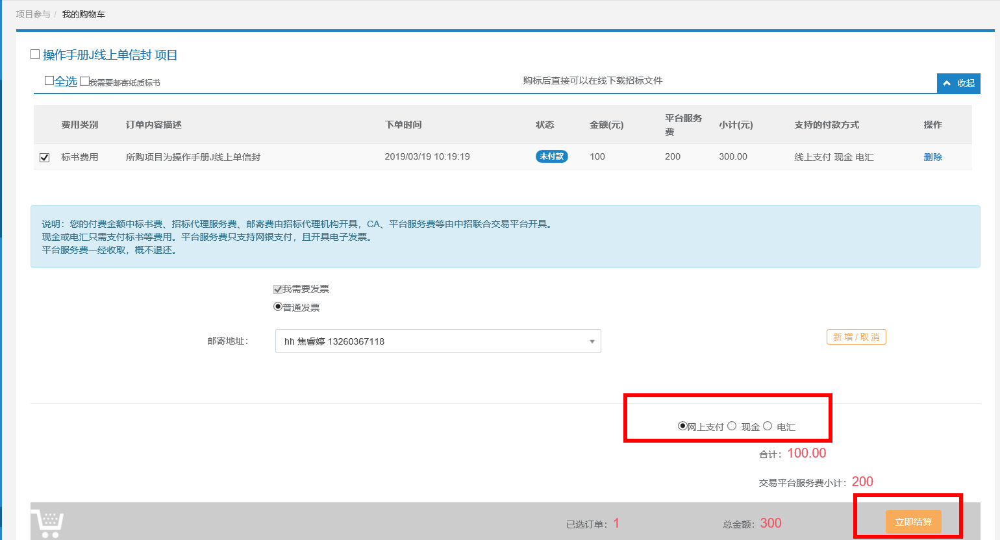 项目参与 / 我的购物车
操作手册J线上单信封 项目
全选 我需要邮寄纸质标书 购标后直接可以在线下载招标文件 收起
费用类别 订单内容描述 下单时间 状态 金额(元) 平台服务费 小计(元) 支持的付款方式 操作
标书费用 所购项目为操作手册J线上单信封 2019/03/19 10:19:19 未付款 100 200 300.00 线上支付 现金 电汇 删除
说明：您的付费金额中标书费、招标代理服务费、邮寄费由招标代理机构开具，CA、平台服务费等由中招联合交易平台开具。
现金或电汇只需支付标书等费用。平台服务费只支持网银支付，且开具电子发票。
平台服务费一经收取，概不退还。
我需要发票
普通发票
邮寄地址： hh 焦睿婷 13260367118 新 增 / 取 消
网上支付 现金 电汇
合计：100.00
交易平台服务费小计：200
已选订单：1 总金额：300 立即结算